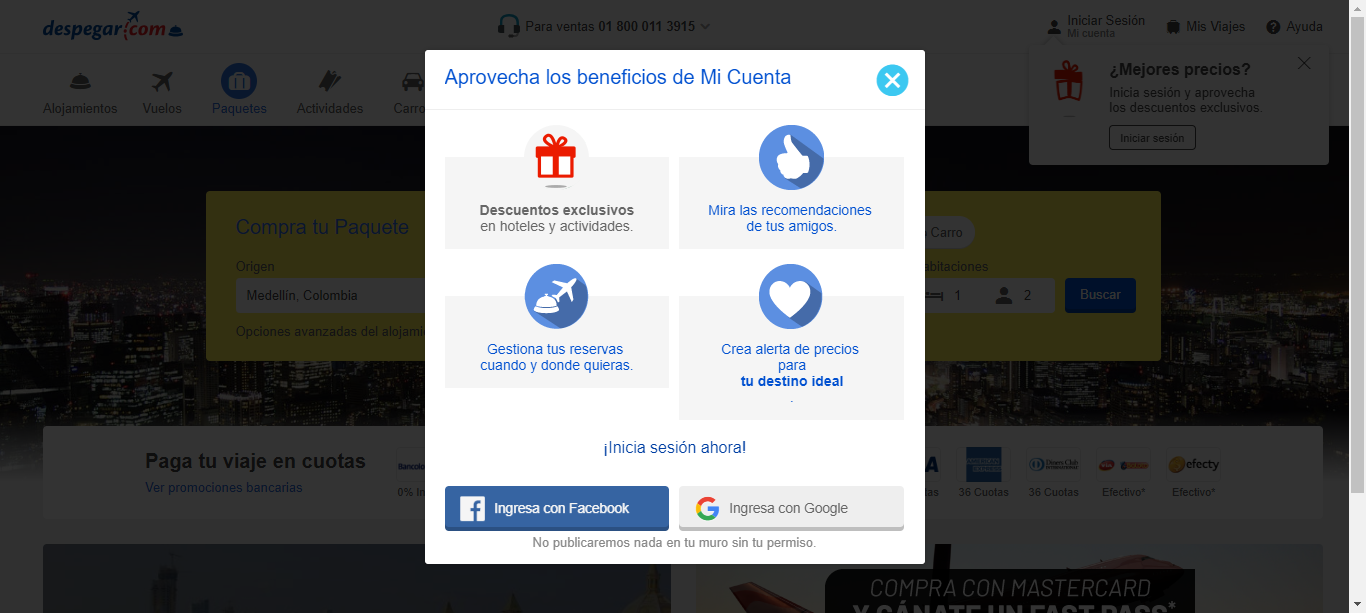 despegar.com
Para ventas 01 800 011 3915
Iniciar Sesión
Mi cuenta
Mis Viajes
Ayuda
Alojamientos
Vuelos
Paquetes
Actividades
Carro
¿Mejores precios?
Inicia sesión y aprovecha
los descuentos exclusivos.
Iniciar sesión
Aprovecha los beneficios de Mi Cuenta
Descuentos exclusivos
en hoteles y actividades.
Mira las recomendaciones
de tus amigos.
Gestiona tus reservas
cuando y donde quieras.
Crea alerta de precios
para
tu destino ideal
.
¡Inicia sesión ahora!
Ingresa con Facebook
Ingresa con Google
No publicaremos nada en tu muro sin tu permiso.
Compra tu Paquete
Carro
Origen
Medellín, Colombia
1
2
Buscar
Opciones avanzadas del alojami
Paga tu viaje en cuotas
Ver promociones bancarias
0% In
36 Cuotas
36 Cuotas
Efectivo*
Efectivo*
Diners Club
efecty
COMPRA CON MASTERCARD
Y GÁNATE UN FAST PASS*